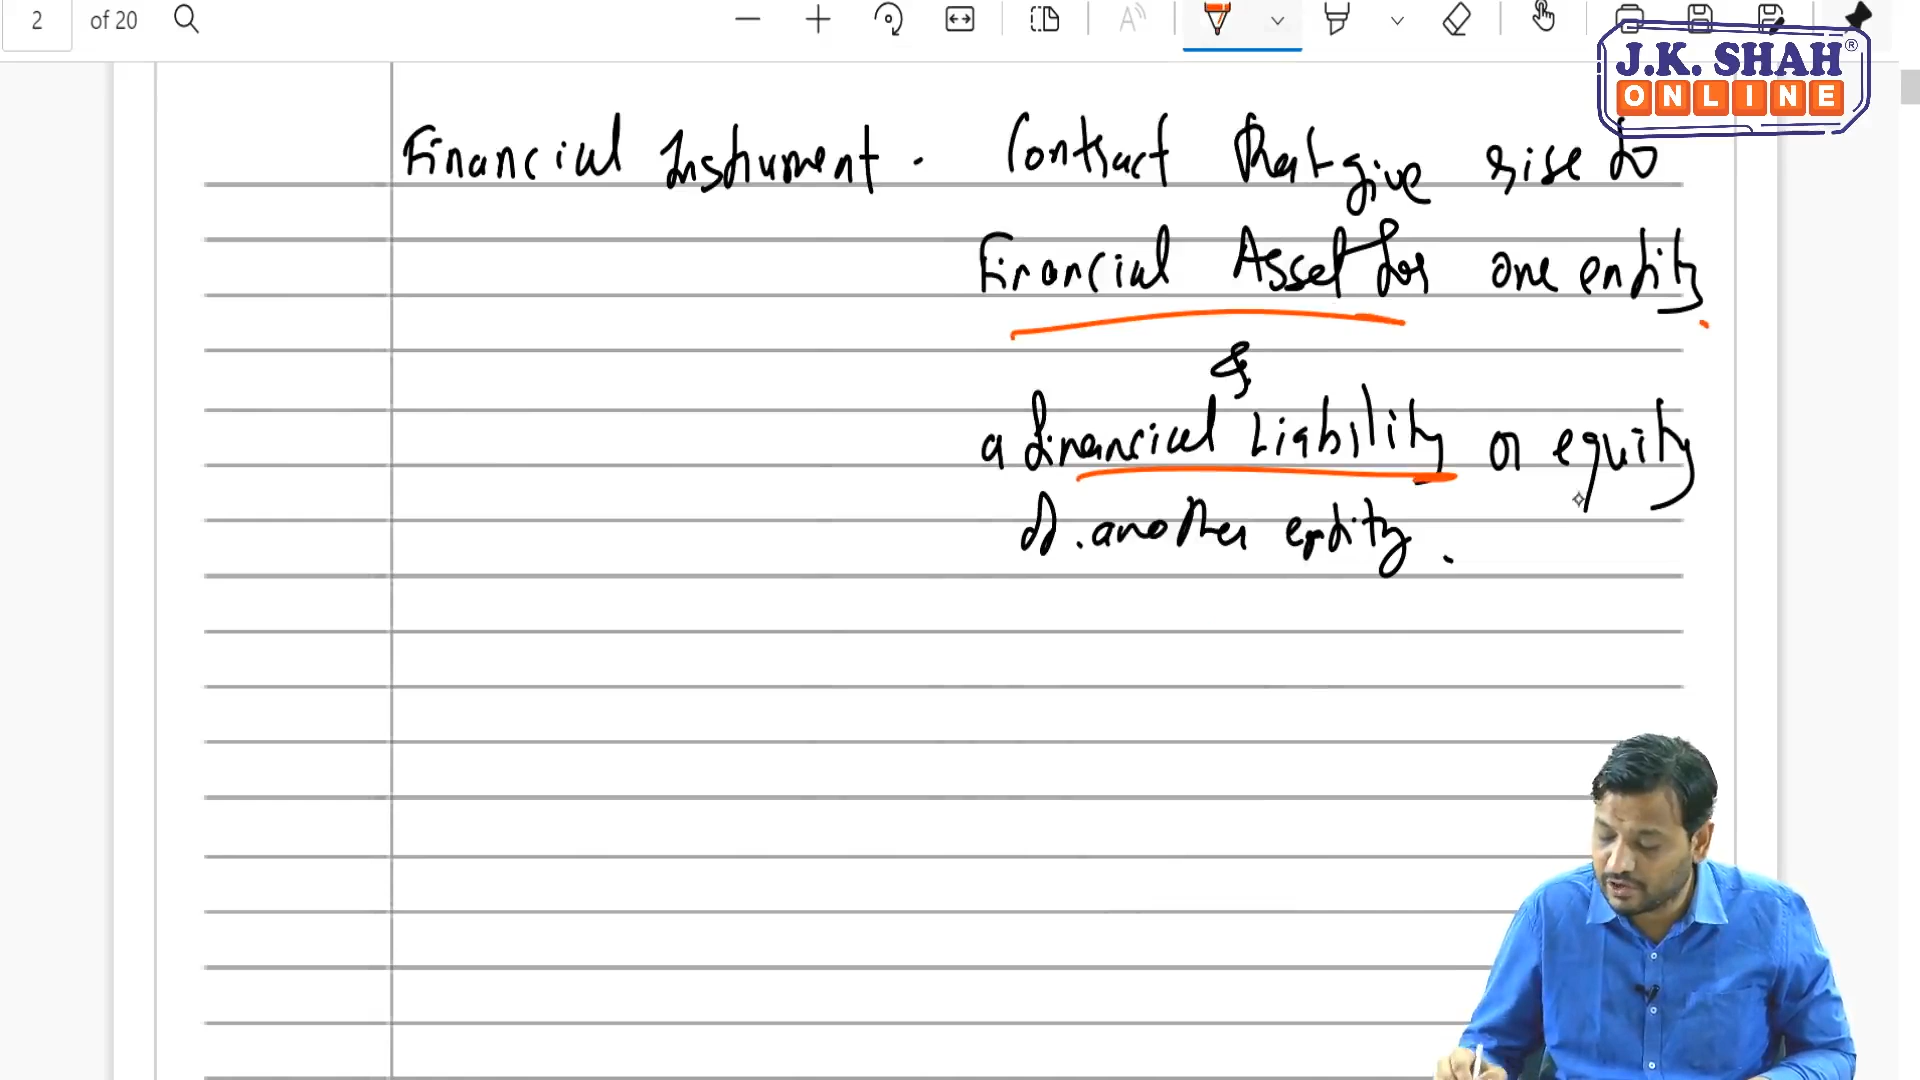 2 of 20
J.K. SHAH®
ONLINE
Financial Instrument . Contract that give rise to
Financial Asset for one entity.
&
a financial Liability or equity
of . another entity .